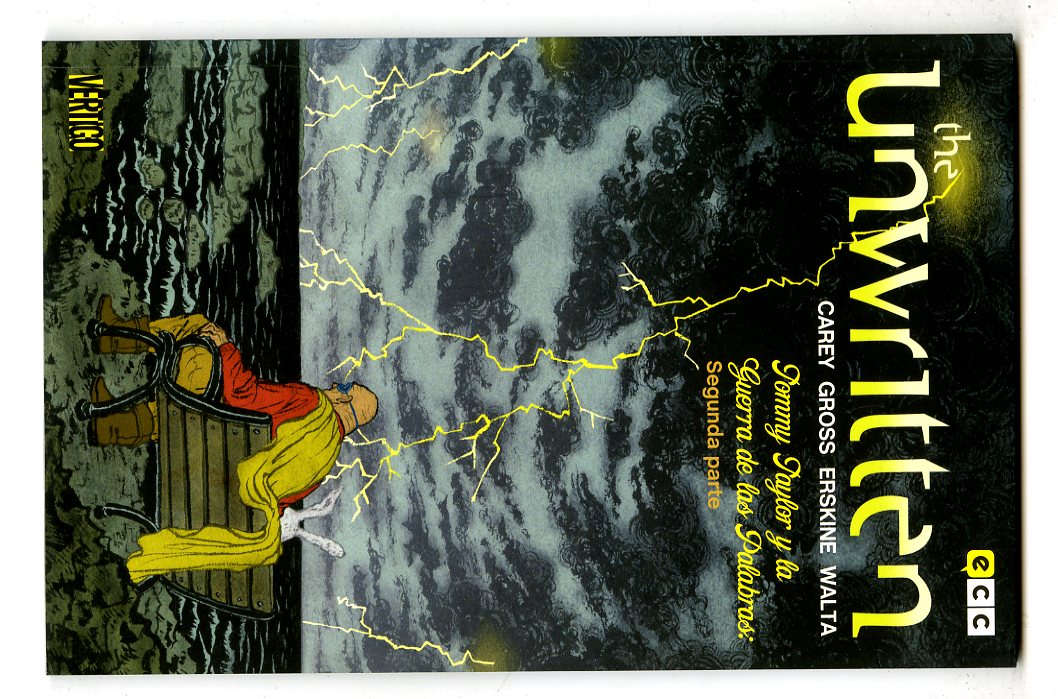 ecc
the
unwritten
CAREY GROSS ERSKINE WALTA
Tommy Taylor y la
Guerra de las Palabras:
Segunda parte
VERTIGO